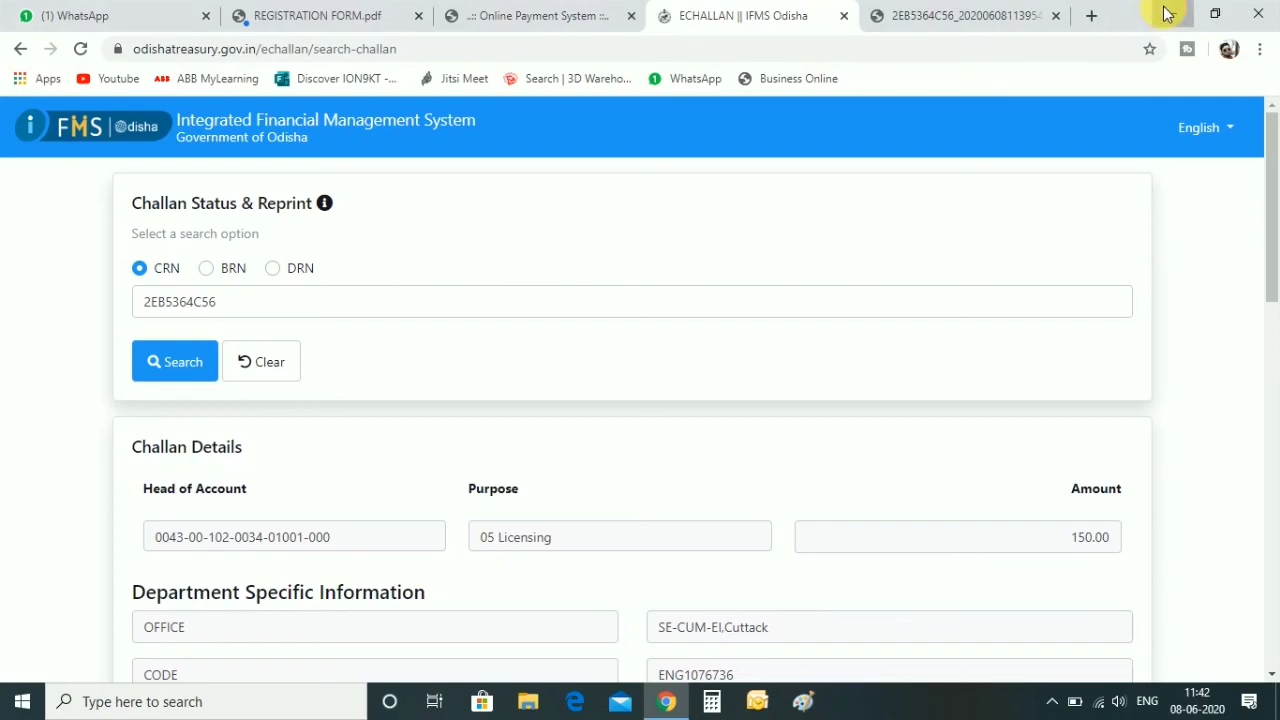 (1) WhatsApp
REGISTRATION FORM.pdf
..:: Online Payment System ::..
ECHALLAN || IFMS Odisha
2EB5364C56_20200608113954
odishatreasury.gov.in/echallan/search-challan
Apps
Youtube
ABB ABB MyLearning
Discover ION9KT -...
Jitsi Meet
Search | 3D Wareho...
1 WhatsApp
Business Online
i FMS | Odisha
Integrated Financial Management System
Government of Odisha
English
Challan Status & Reprint
Select a search option
CRN BRN DRN
2EB5364C56
Search Clear
Challan Details
Head of Account Purpose Amount
0043-00-102-0034-01001-000 05 Licensing 150.00
Department Specific Information
OFFICE SE-CUM-EI,Cuttack
CODE ENG1076736
Type here to search
ENG
11:42
08-06-2020